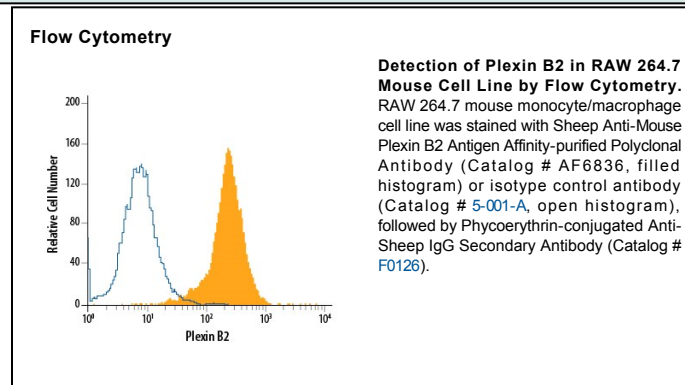 Flow Cytometry
Detection of Plexin B2 in RAW 264.7
Mouse Cell Line by Flow Cytometry.
RAW 264.7 mouse monocyte/macrophage
cell line was stained with Sheep Anti-Mouse
Plexin B2 Antigen Affinity-purified Polyclonal
Antibody (Catalog # AF6836, filled
histogram) or isotype control antibody
(Catalog # 5-001-A, open histogram),
followed by Phycoerythrin-conjugated Anti-
Sheep IgG Secondary Antibody (Catalog #
F0126).
Relative Cell Number
200
160
120
80
40
0
10⁰ 10¹ 10² 10³ 10⁴
Plexin B2